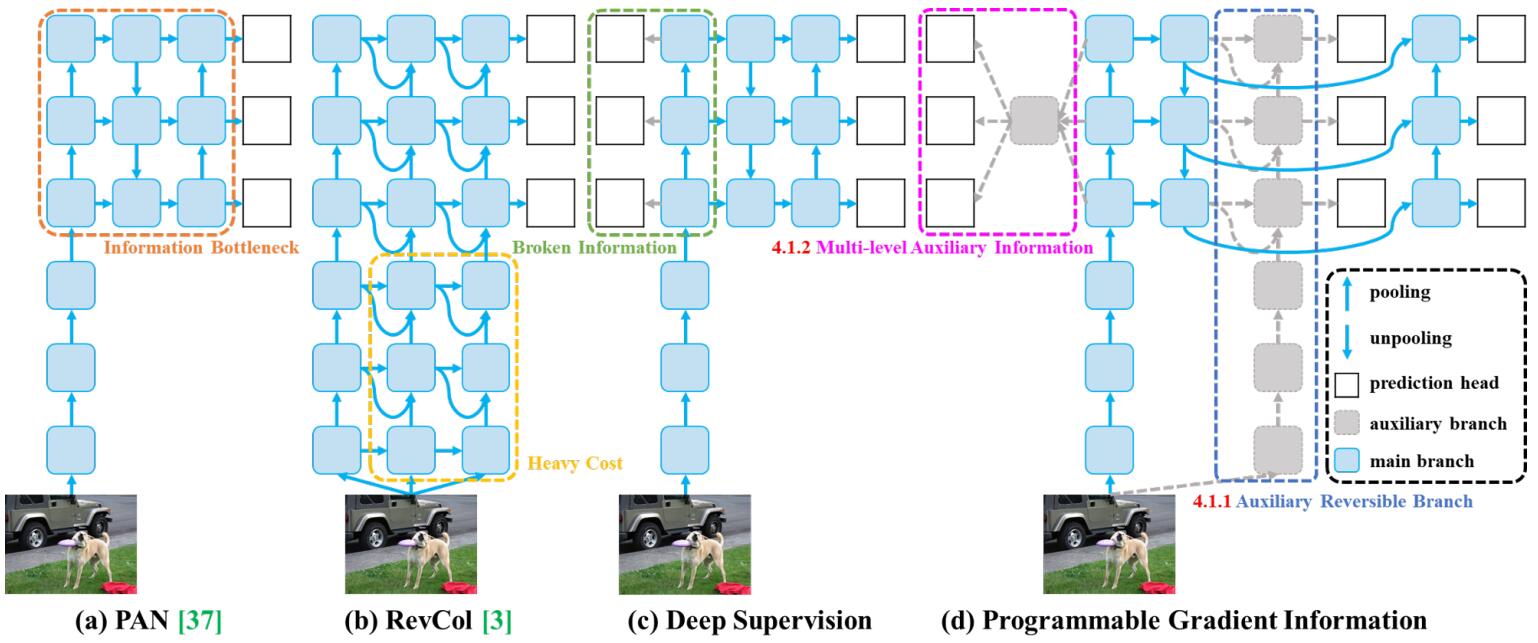 Information Bottleneck
Broken Information
4.1.2 Multi-level Auxiliary Information
pooling
unpooling
prediction head
auxiliary branch
main branch
Heavy Cost
4.1.1 Auxiliary Reversible Branch
(a) PAN [37]
(b) RevCol [3]
(c) Deep Supervision
(d) Programmable Gradient Information